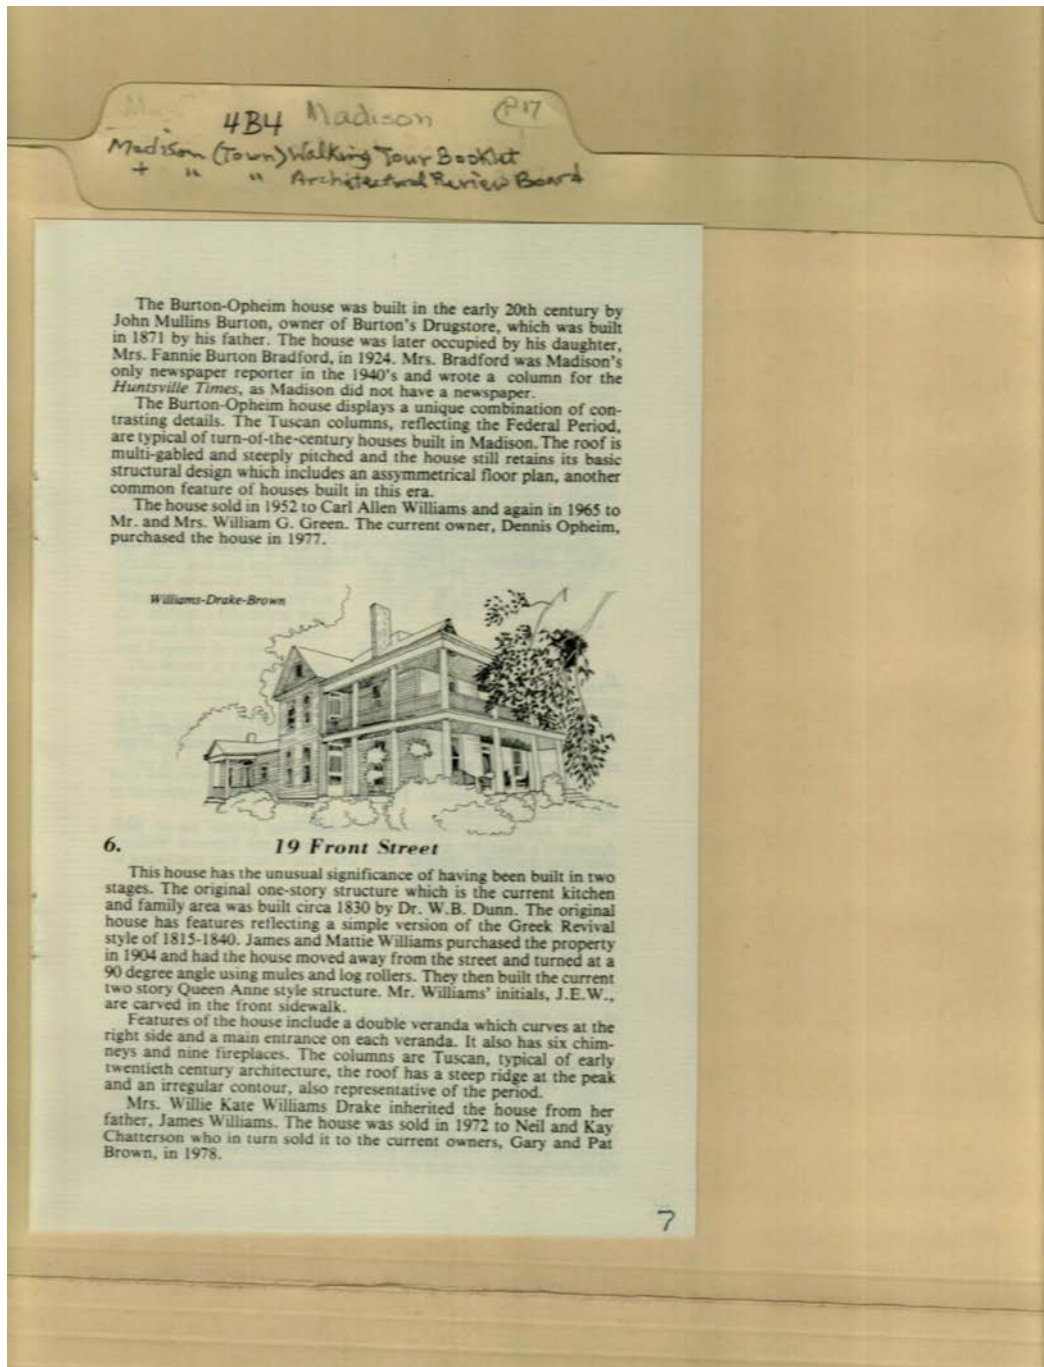 4B4 Madison P17
Madison (Town) Walking Tour Booklet
+ " " Architectural Review Board
The Burton-Opheim house was built in the early 20th century by
John Mullins Burton, owner of Burton's Drugstore, which was built
in 1871 by his father. The house was later occupied by his daughter,
Mrs. Fannie Burton Bradford, in 1924. Mrs. Bradford was Madison's
only newspaper reporter in the 1940's and wrote a column for the
Huntsville Times, as Madison did not have a newspaper.
The Burton-Opheim house displays a unique combination of con-
trasting details. The Tuscan columns, reflecting the Federal Period,
are typical of turn-of-the-century houses built in Madison. The roof is
multi-gabled and steeply pitched and the house still retains its basic
structural design which includes an assymmetrical floor plan, another
common feature of houses built in this era.
The house sold in 1952 to Carl Allen Williams and again in 1965 to
Mr. and Mrs. William G. Green. The current owner, Dennis Opheim,
purchased the house in 1977.
Williams-Drake-Brown
6. 19 Front Street
This house has the unusual significance of having been built in two
stages. The original one-story structure which is the current kitchen
and family area was built circa 1830 by Dr. W.B. Dunn. The original
house has features reflecting a simple version of the Greek Revival
style of 1815-1840. James and Mattie Williams purchased the property
in 1904 and had the house moved away from the street and turned at a
90 degree angle using mules and log rollers. They then built the current
two story Queen Anne style structure. Mr. Williams' initials, J.E.W.,
are carved in the front sidewalk.
Features of the house include a double veranda which curves at the
right side and a main entrance on each veranda. It also has six chim-
neys and nine fireplaces. The columns are Tuscan, typical of early
twentieth century architecture, the roof has a steep ridge at the peak
and an irregular contour, also representative of the period.
Mrs. Willie Kate Williams Drake inherited the house from her
father, James Williams. The house was sold in 1972 to Neil and Kay
Chatterson who in turn sold it to the current owners, Gary and Pat
Brown, in 1978.
7